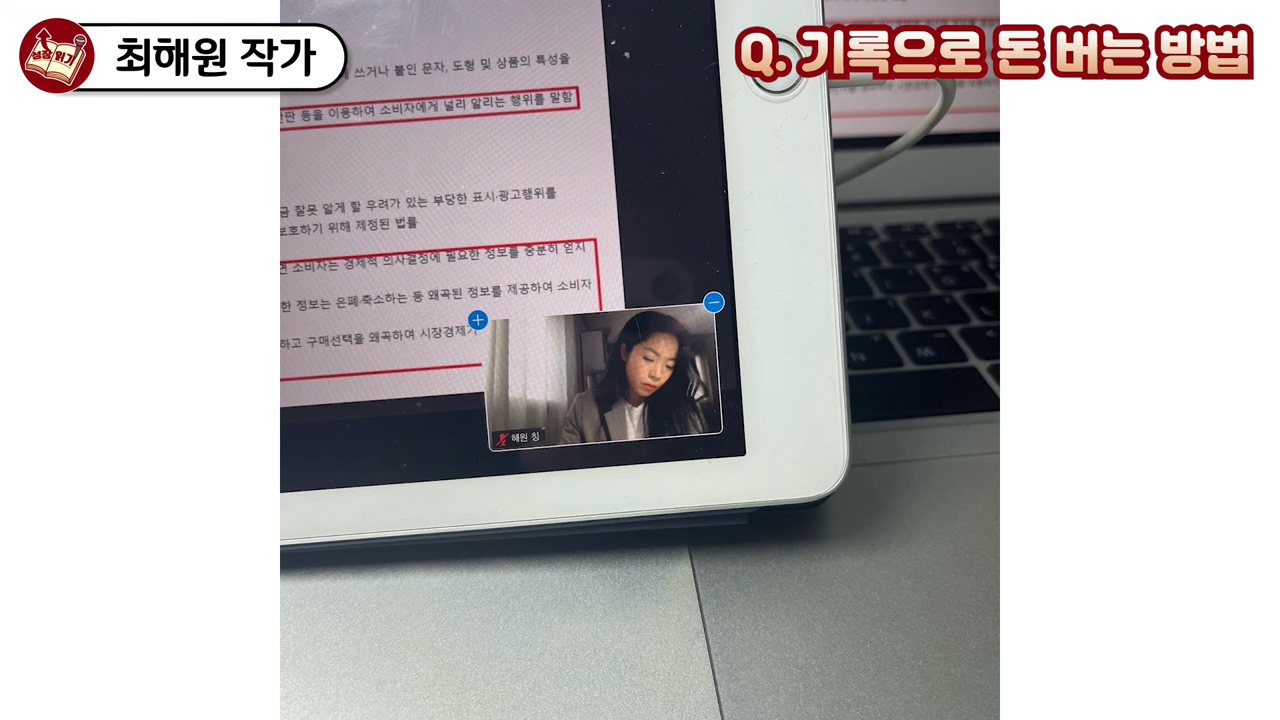 성장 읽기
최해원 작가
Q. 기록으로 돈 버는 방법
쓰거나 붙인 문자, 도형 및 상품의 특성을
등을 이용하여 소비자에게 널리 알리는 행위를 말함
잘못 알게 할 우려가 있는 부당한 표시·광고행위를
보호하기 위해 제정된 법률
소비자는 경제적 의사결정에 필요한 정보를 충분히 얻지
한 정보는 은폐·축소하는 등 왜곡된 정보를 제공하여 소비자
하고 구매선택을 왜곡하여
해원 칭
N
M